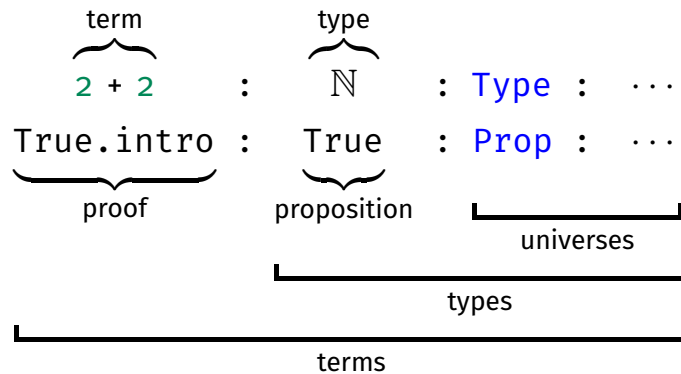 term type
2 + 2 : ℕ : Type : ⋯
True.intro : True : Prop : ⋯
proof proposition
universes
types
terms